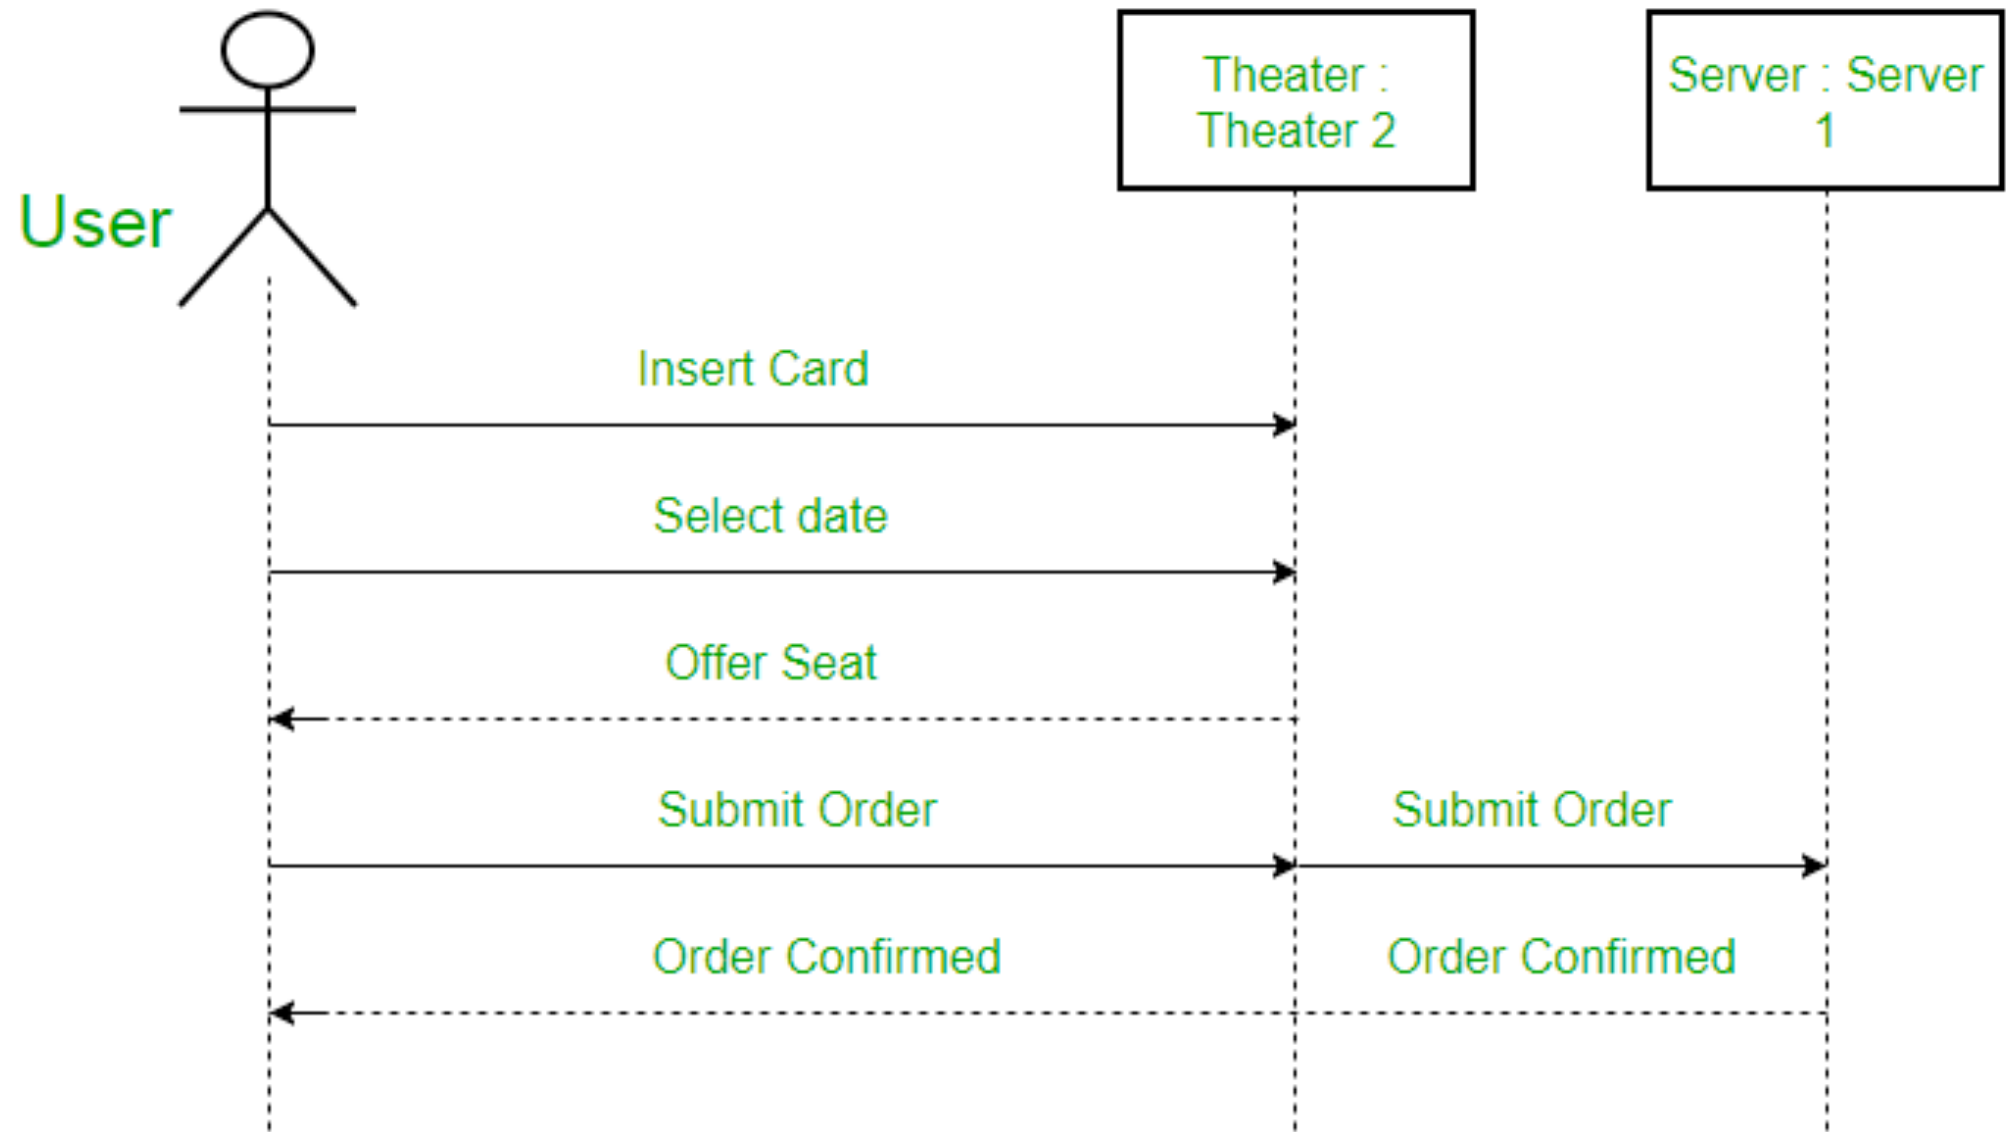 Theater :
Theater 2
Server : Server
1
User
Insert Card
Select date
Offer Seat
Submit Order
Submit Order
Order Confirmed
Order Confirmed